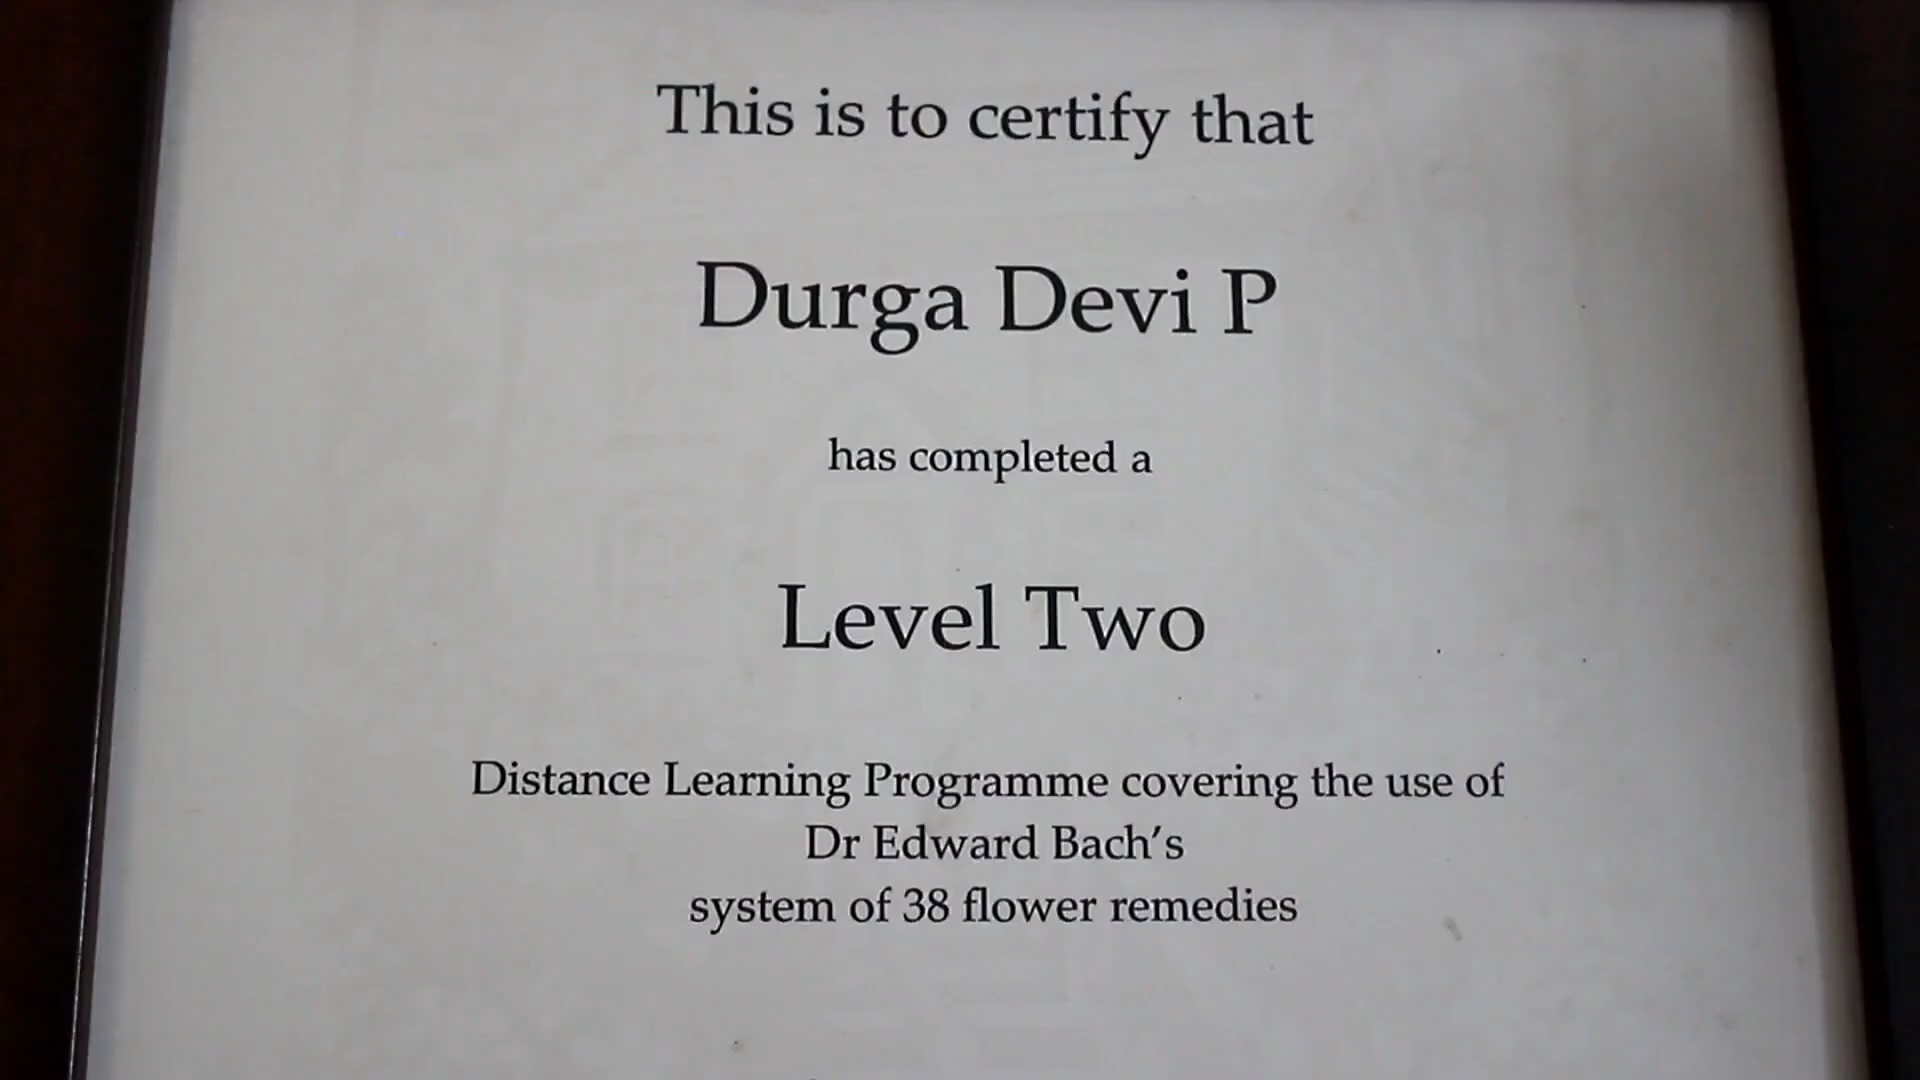 This is to certify that
Durga Devi P
has completed a
Level Two
Distance Learning Programme covering the use of
Dr Edward Bach's
system of 38 flower remedies